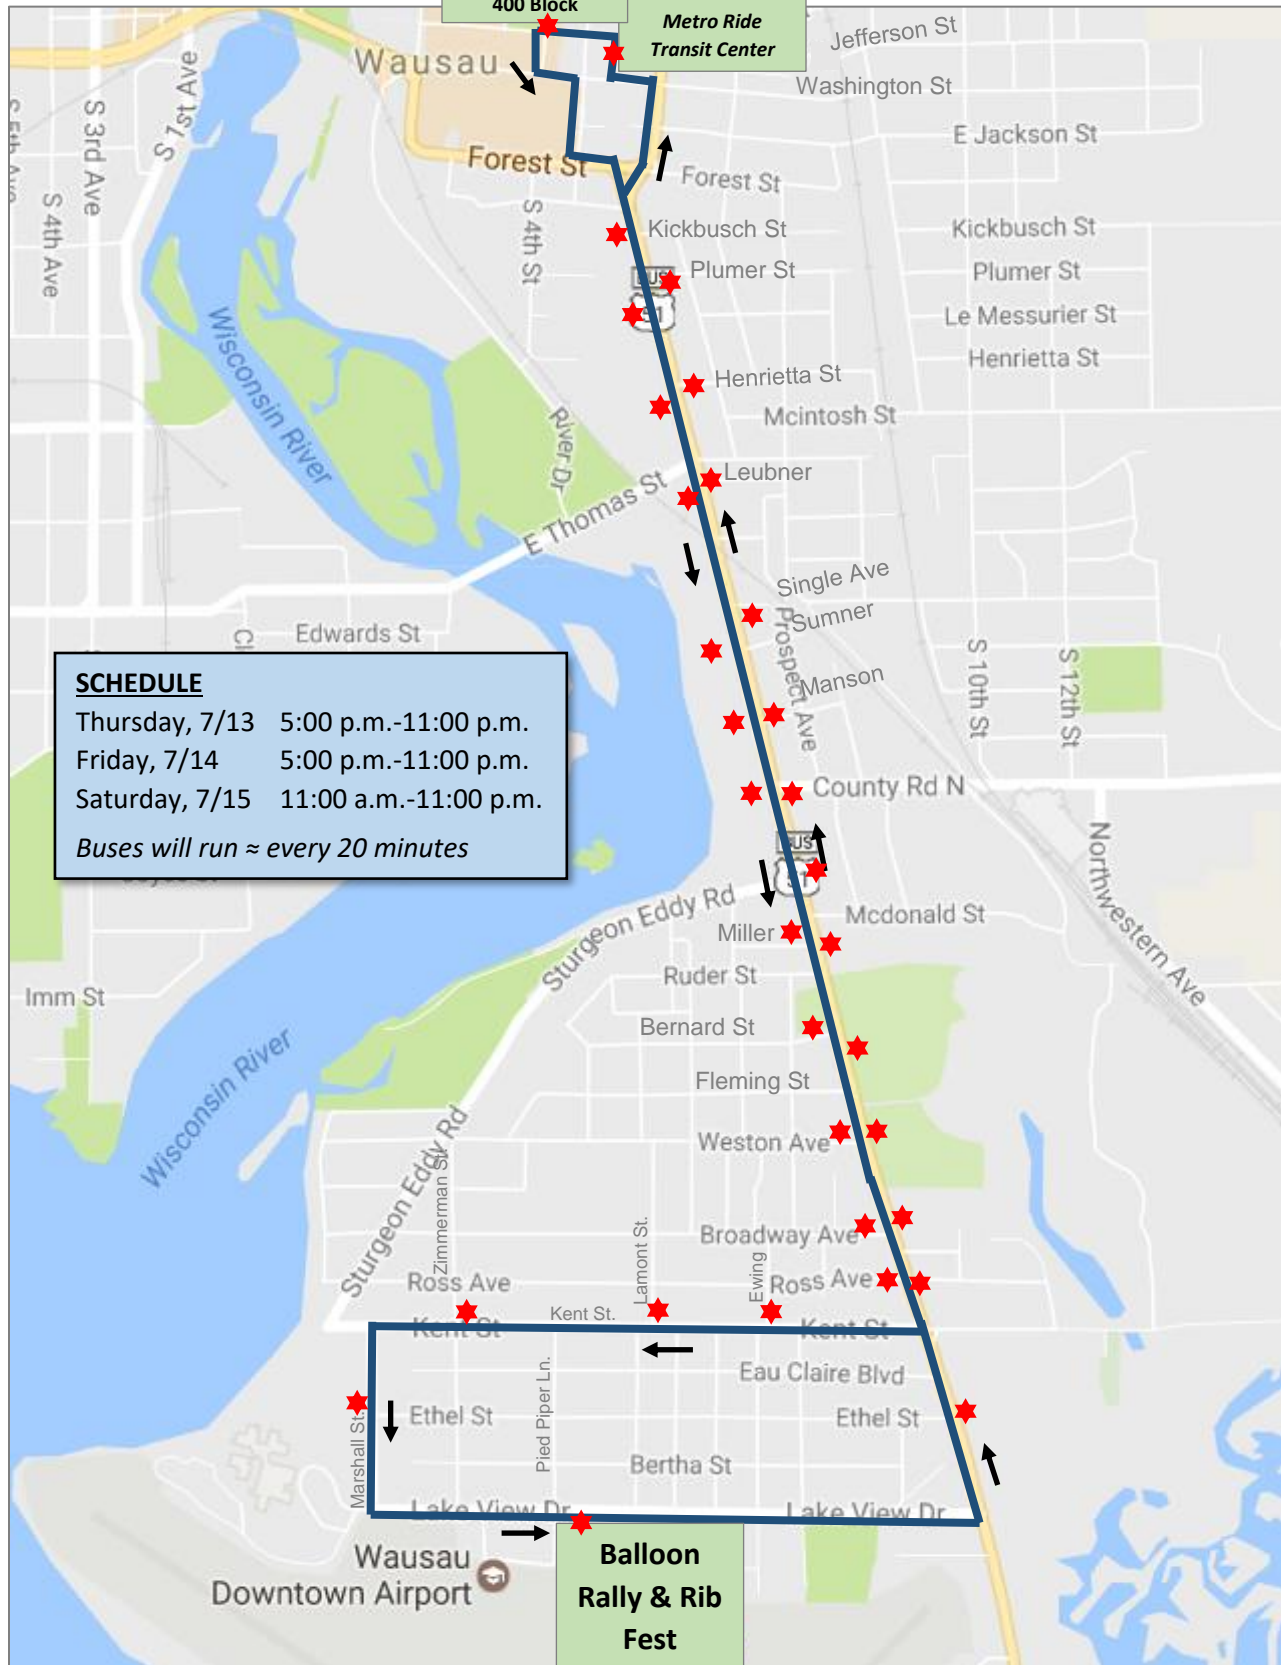 400 Block
Metro Ride
Transit Center
Jefferson St
Wausau
Washington St
S 1st Ave
S 3rd Ave
S 5th Ave
E Jackson St
Forest St
Forest St
S 4th Ave
S 4th St
Kickbusch St
Kickbusch St
Plumer St
Plumer St
BUS
51
Le Messurier St
Wisconsin River
Henrietta St
Henrietta St
Mcintosh St
River Dr
Leubner
E Thomas St
Single Ave
Sumner
Prospect Ave
Edwards St
S 10th St
S 12th St
Manson
SCHEDULE
Thursday, 7/13 5:00 p.m.-11:00 p.m.
Friday, 7/14 5:00 p.m.-11:00 p.m.
Saturday, 7/15 11:00 a.m.-11:00 p.m.
Buses will run ≈ every 20 minutes
County Rd N
BUS
51
Northwestern Ave
Sturgeon Eddy Rd
Mcdonald St
Miller
Ruder St
Imm St
Bernard St
Wisconsin River
Fleming St
Weston Ave
Sturgeon Eddy Rd
Zimmerman St.
Lamont St.
Broadway Ave
Ewing
Ross Ave
Ross Ave
Kent St.
Kent St
Kent St
Eau Claire Blvd
Pied Piper Ln.
Marshall St.
Ethel St
Ethel St
Bertha St
Lake View Dr
Lake View Dr
Wausau
Downtown Airport
Balloon
Rally & Rib
Fest